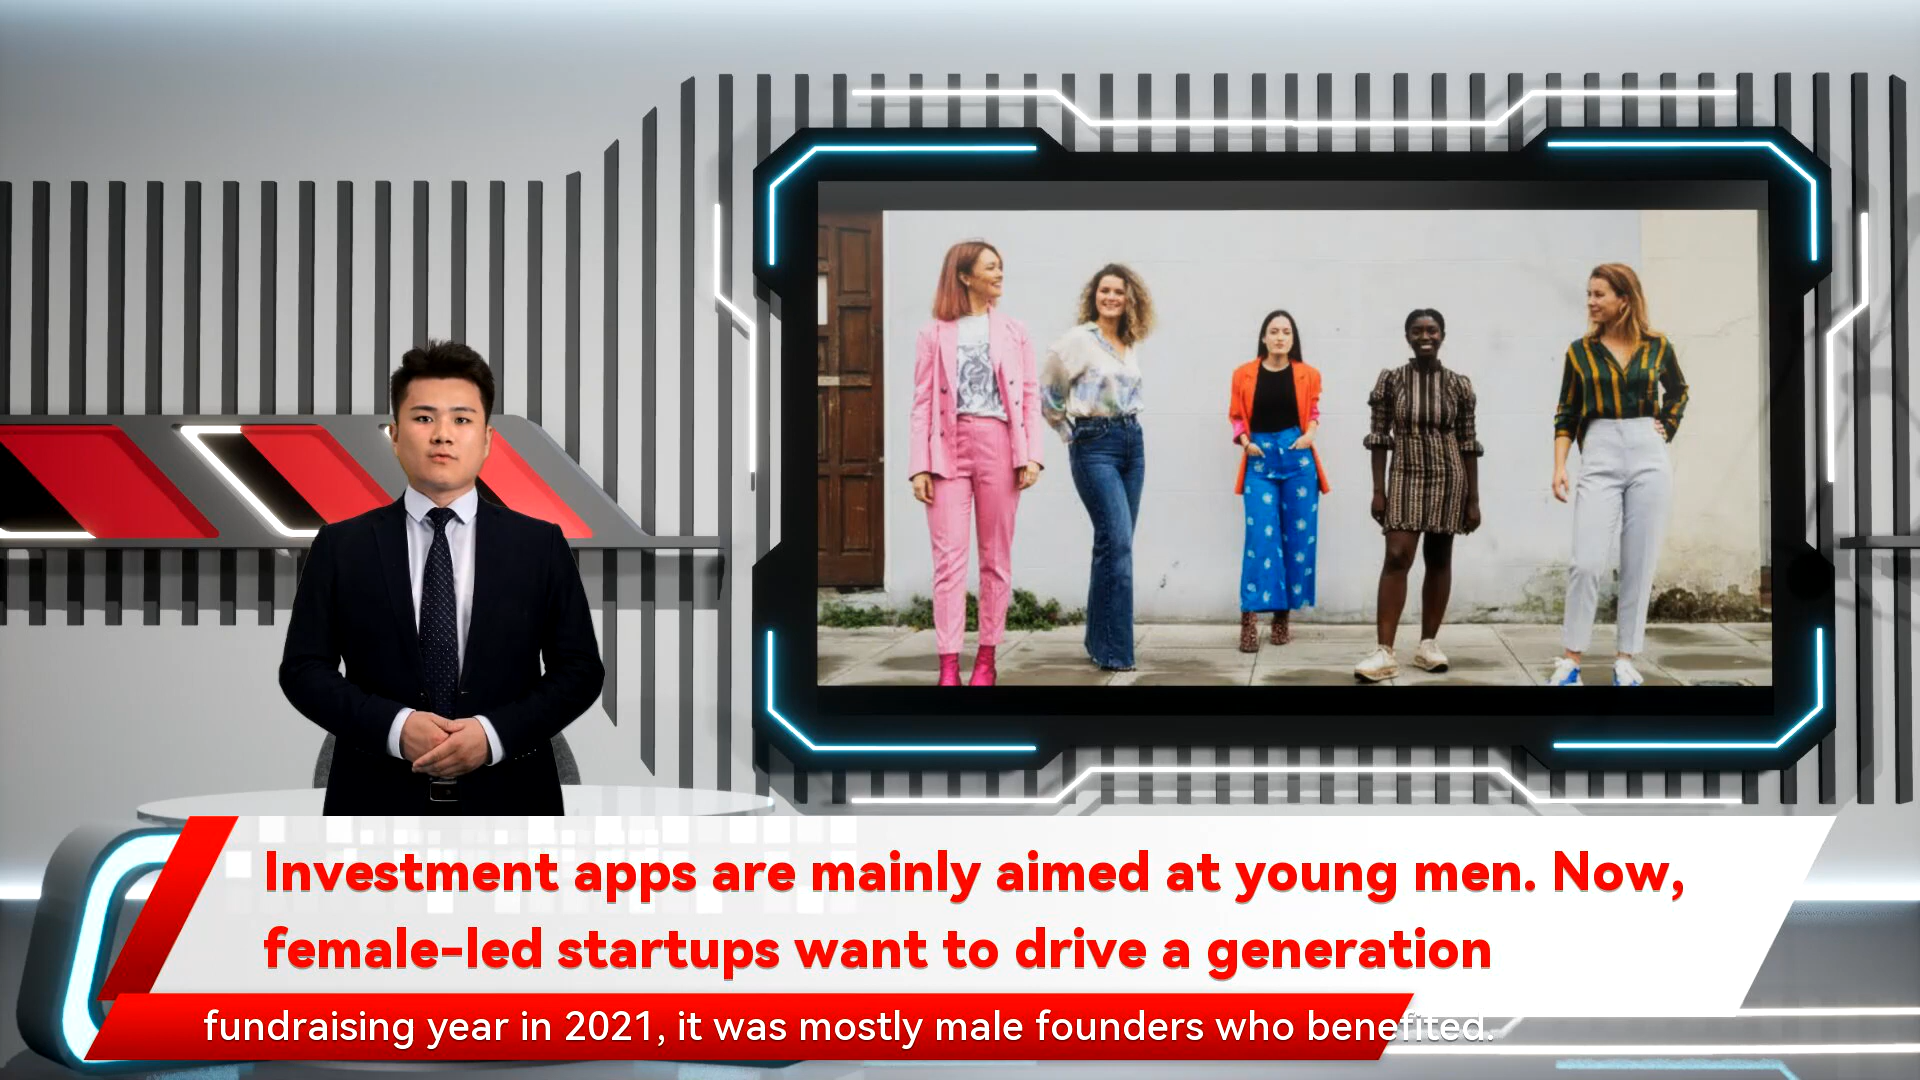 Investment apps are mainly aimed at young men. Now,
female-led startups want to drive a generation
fundraising year in 2021, it was mostly male founders who benefited.